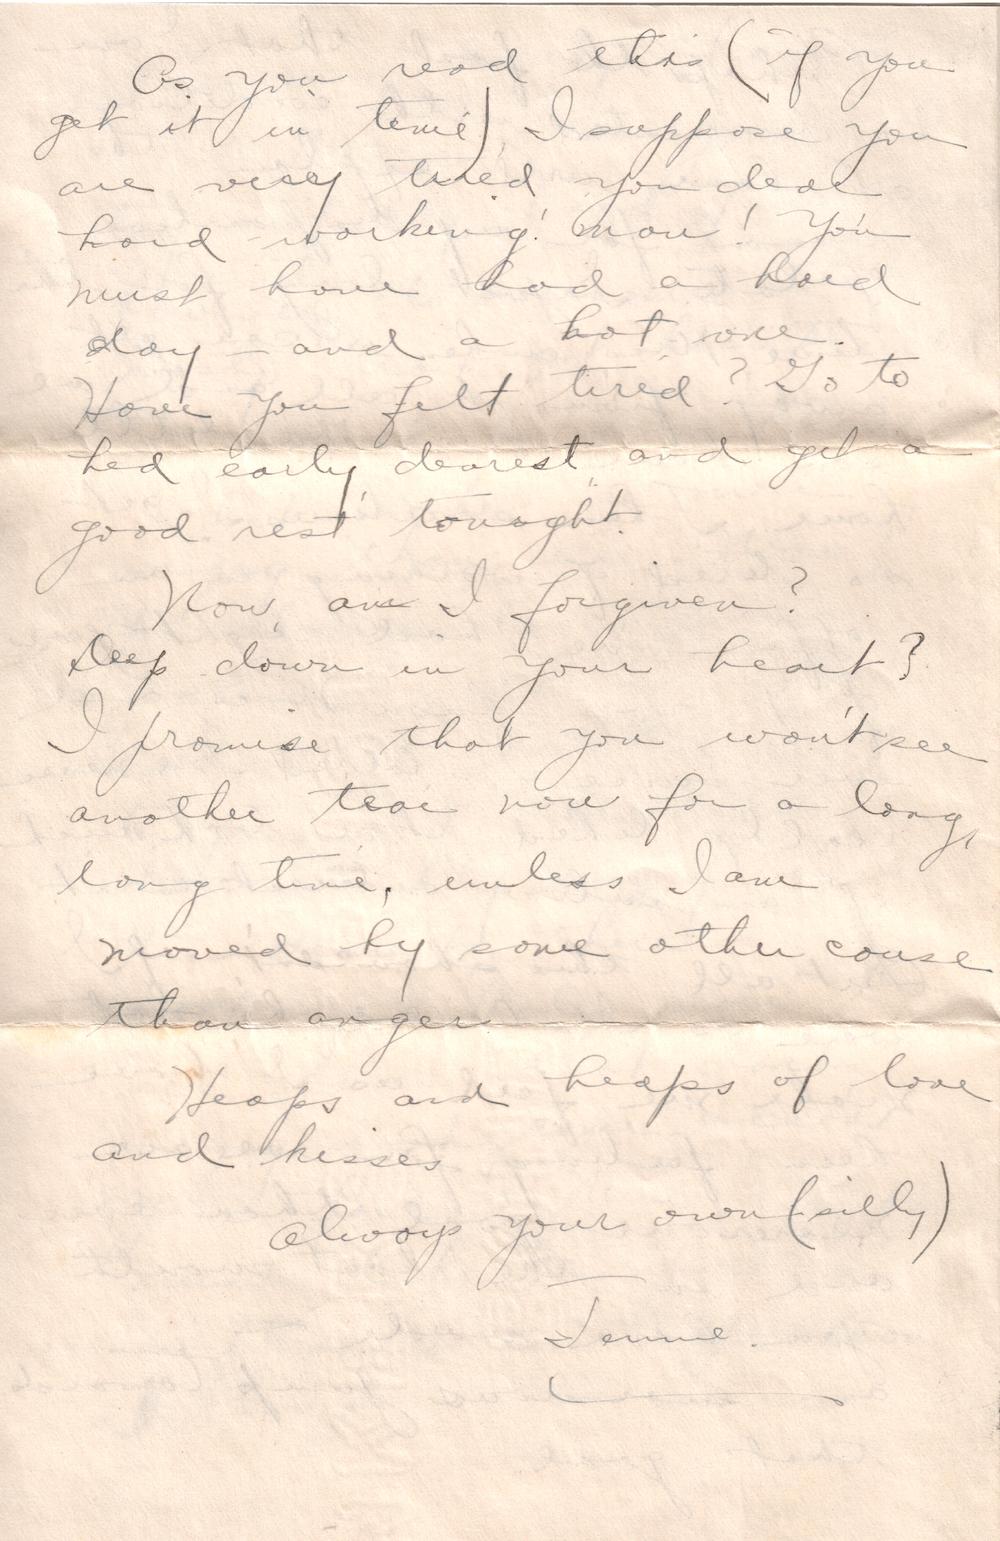 As you read this (if you
get it in time) I suppose you
are very tired you dear
hard working! man! You
must have had a hard
day - and a hot one.
Have you felt tired? Go to
bed early, dearest, and get a
good rest tonight.
Now, am I forgiven?
Deep down in your heart?
I promise that you won't see
another tear now for a long,
long time, unless I am
moved by some other cause
than anger.
Heaps and heaps of love
and kisses
Always your own (silly)
Jennie.